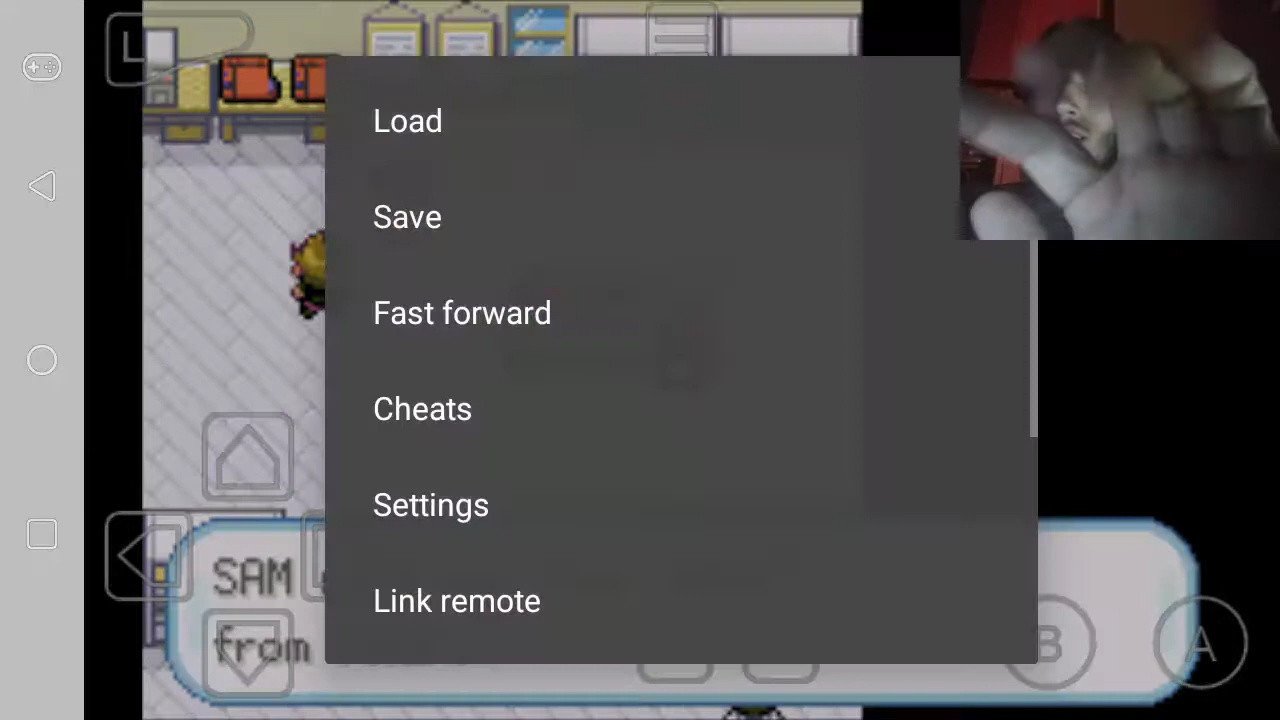 L
Load
Save
Fast forward
Cheats
Settings
Link remote
SAM
from
B
A